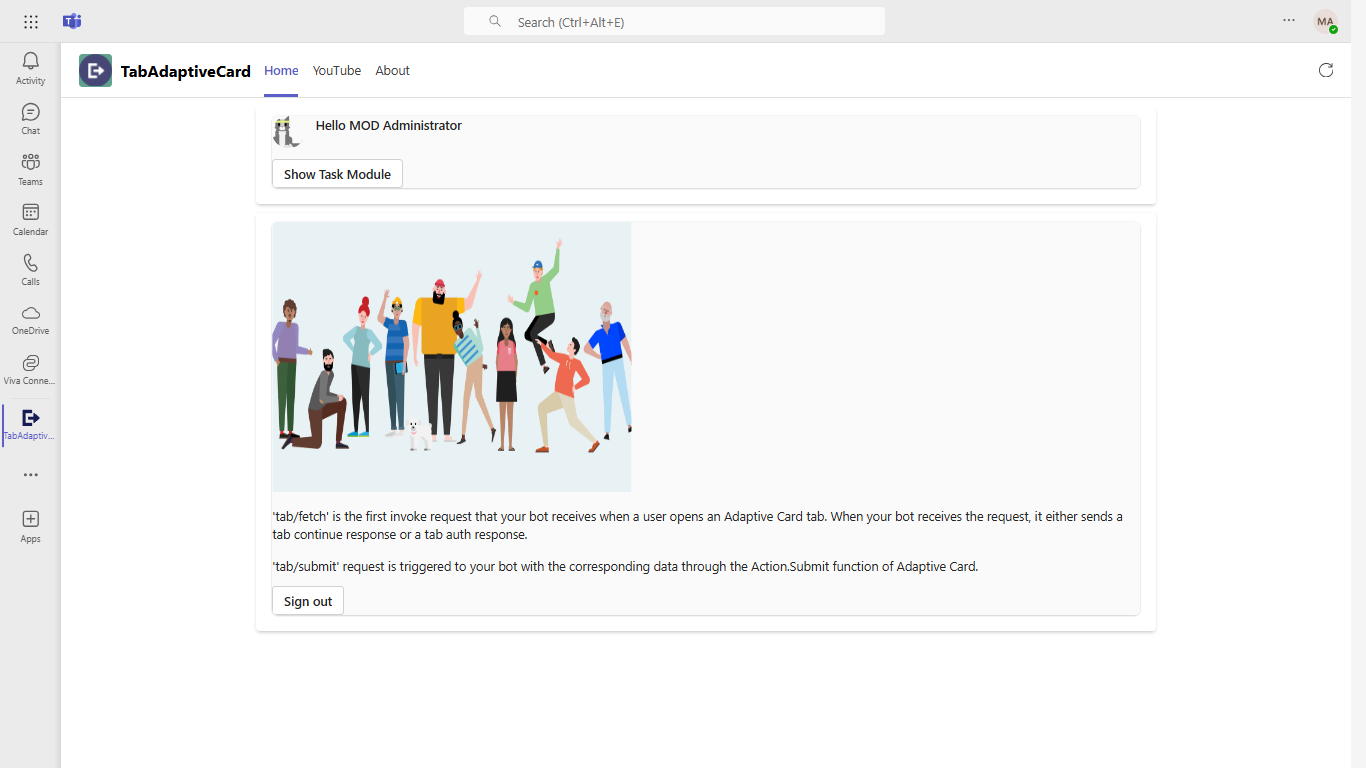 Search (Ctrl+Alt+E)
MA
Activity
Chat
Teams
Calendar
Calls
OneDrive
Viva Conne...
TabAdaptiv...
Apps
TabAdaptiveCard Home YouTube About
Hello MOD Administrator
Show Task Module
'tab/fetch' is the first invoke request that your bot receives when a user opens an Adaptive Card tab. When your bot receives the request, it either sends a
tab continue response or a tab auth response.
'tab/submit' request is triggered to your bot with the corresponding data through the Action.Submit function of Adaptive Card.
Sign out